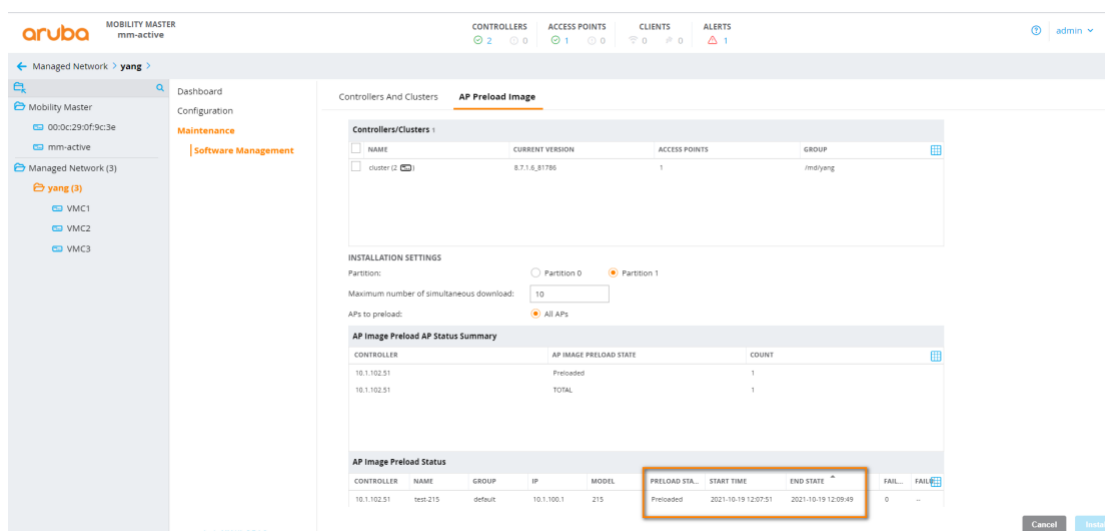 aruba
MOBILITY MASTER
mm-active
CONTROLLERS ACCESS POINTS CLIENTS ALERTS
2 0 1 0 0 0 1
admin
Managed Network > yang >
Mobility Master
00:0c:29:0f:9c:3e
mm-active
Managed Network (3)
yang (3)
VMC1
VMC2
VMC3
Dashboard
Configuration
Maintenance
Software Management
Controllers And Clusters AP Preload Image
Controllers/Clusters 1
NAME CURRENT VERSION ACCESS POINTS GROUP
cluster (2 ) 8.7.1.6_81786 1 /md/yang
INSTALLATION SETTINGS
Partition: Partition 0 Partition 1
Maximum number of simultaneous download: 10
APs to preload: All APs
AP Image Preload AP Status Summary
CONTROLLER AP IMAGE PRELOAD STATE COUNT
10.1.102.51 Preloaded 1
10.1.102.51 TOTAL 1
AP Image Preload Status
CONTROLLER NAME GROUP IP MODEL PRELOAD STA... START TIME END STATE FAIL...
10.1.102.51 test-215 default 10.1.100.1 215 Preloaded 2021-10-19 12:07:51 2021-10-19 12:09:49 0 --
Cancel